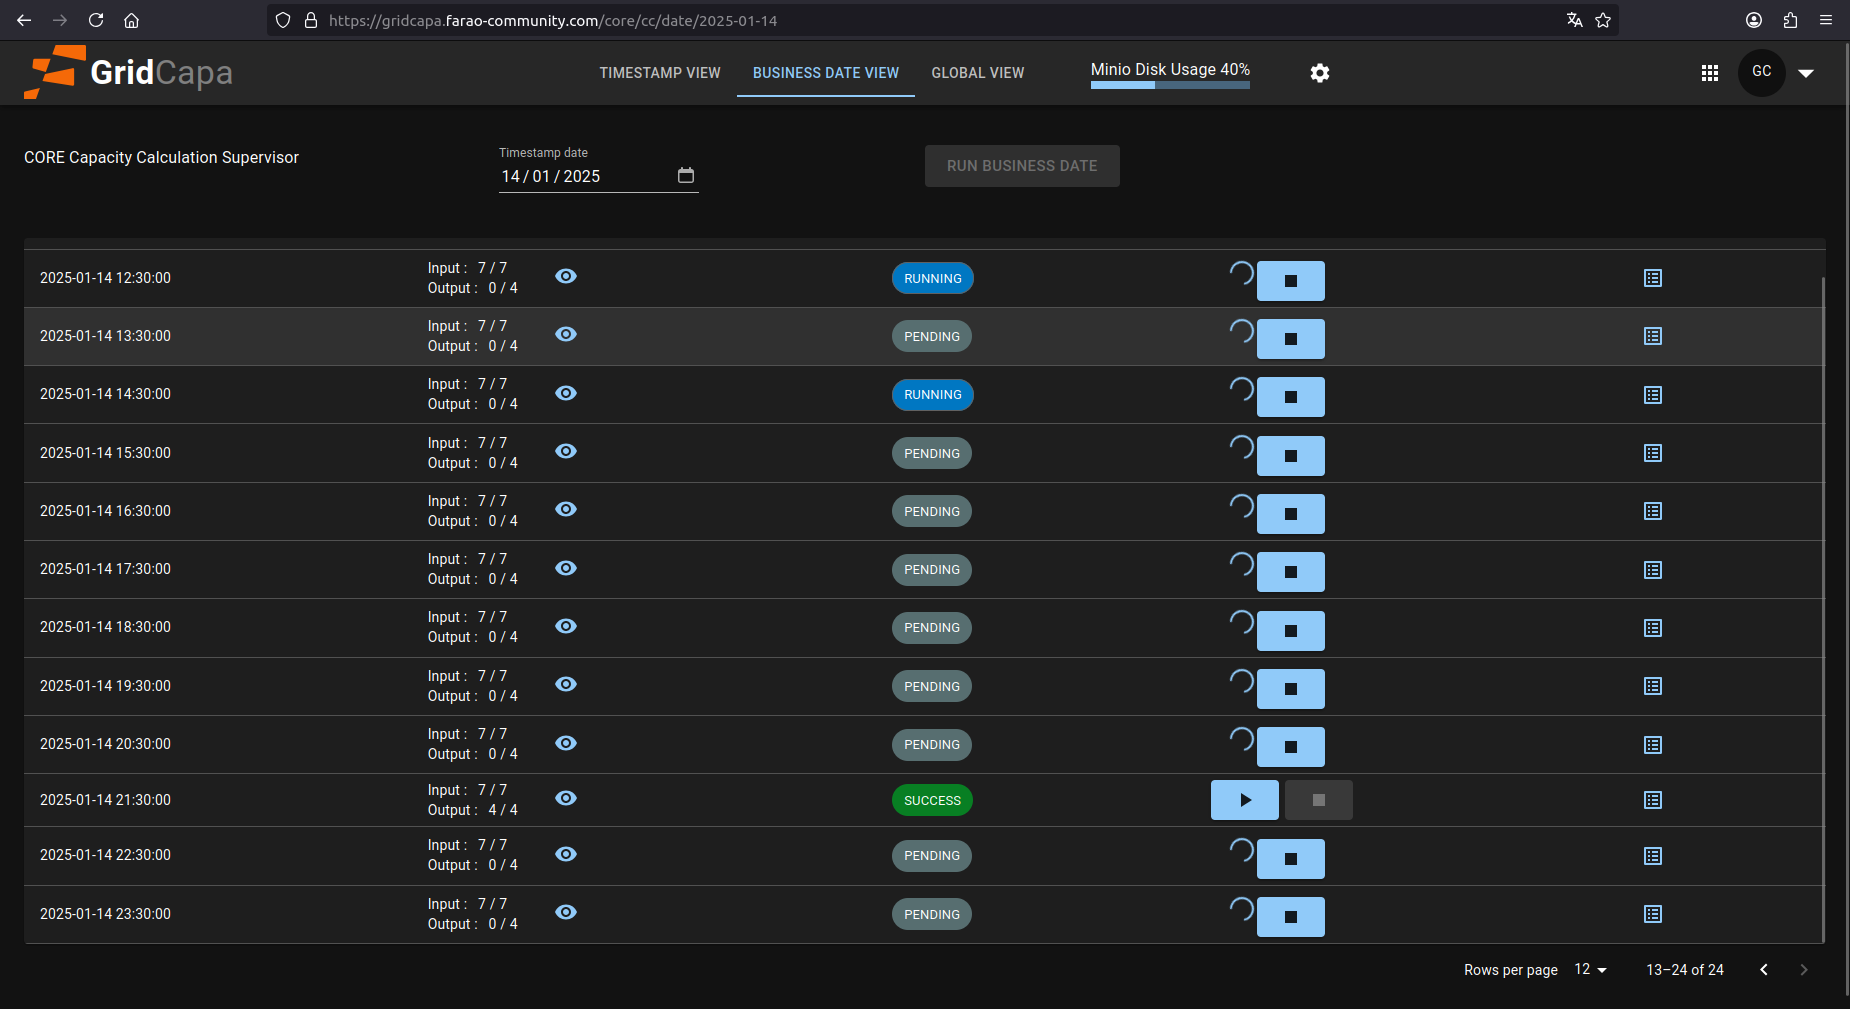 https://gridcapa.farao-community.com/core/cc/date/2025-01-14
GridCapa
TIMESTAMP VIEW
BUSINESS DATE VIEW
GLOBAL VIEW
Minio Disk Usage 40%
GC
CORE Capacity Calculation Supervisor
Timestamp date
14 / 01 / 2025
RUN BUSINESS DATE
2025-01-14 12:30:00
Input : 7 / 7
Output : 0 / 4
RUNNING
2025-01-14 13:30:00
Input : 7 / 7
Output : 0 / 4
PENDING
2025-01-14 14:30:00
Input : 7 / 7
Output : 0 / 4
RUNNING
2025-01-14 15:30:00
Input : 7 / 7
Output : 0 / 4
PENDING
2025-01-14 16:30:00
Input : 7 / 7
Output : 0 / 4
PENDING
2025-01-14 17:30:00
Input : 7 / 7
Output : 0 / 4
PENDING
2025-01-14 18:30:00
Input : 7 / 7
Output : 0 / 4
PENDING
2025-01-14 19:30:00
Input : 7 / 7
Output : 0 / 4
PENDING
2025-01-14 20:30:00
Input : 7 / 7
Output : 0 / 4
PENDING
2025-01-14 21:30:00
Input : 7 / 7
Output : 4 / 4
SUCCESS
2025-01-14 22:30:00
Input : 7 / 7
Output : 0 / 4
PENDING
2025-01-14 23:30:00
Input : 7 / 7
Output : 0 / 4
PENDING
Rows per page 12
13–24 of 24